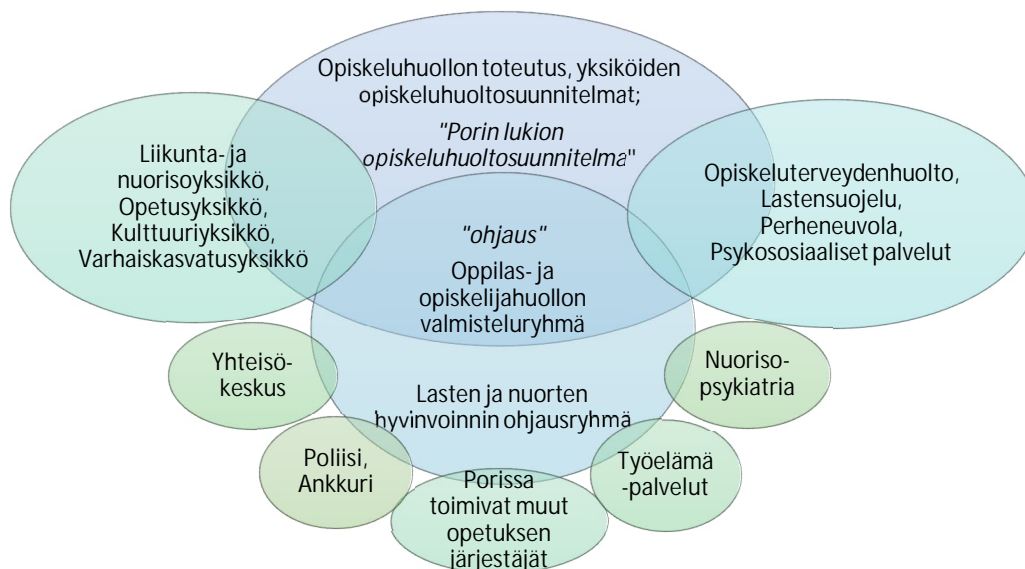 Opiskeluhuollon toteutus, yksiköiden
opiskeluhuoltosuunnitelmat;
"Porin lukion
opiskeluhuoltosuunnitelma"
Liikunta- ja
nuorisoyksikkö,
Opetusyksikkö,
Kulttuuriyksikkö,
Varhaiskasvatusyksikkö
Opiskeluterveydenhuolto,
Lastensuojelu,
Perheneuvola,
Psykososiaaliset palvelut
"ohjaus"
Oppilas- ja
opiskelijahuollon
valmisteluryhmä
Yhteisö-
keskus
Nuoriso-
psykiatria
Lasten ja nuorten
hyvinvoinnin ohjausryhmä
Poliisi,
Ankkuri
Työelämä
-palvelut
Porissa
toimivat muut
opetuksen
järjestäjät